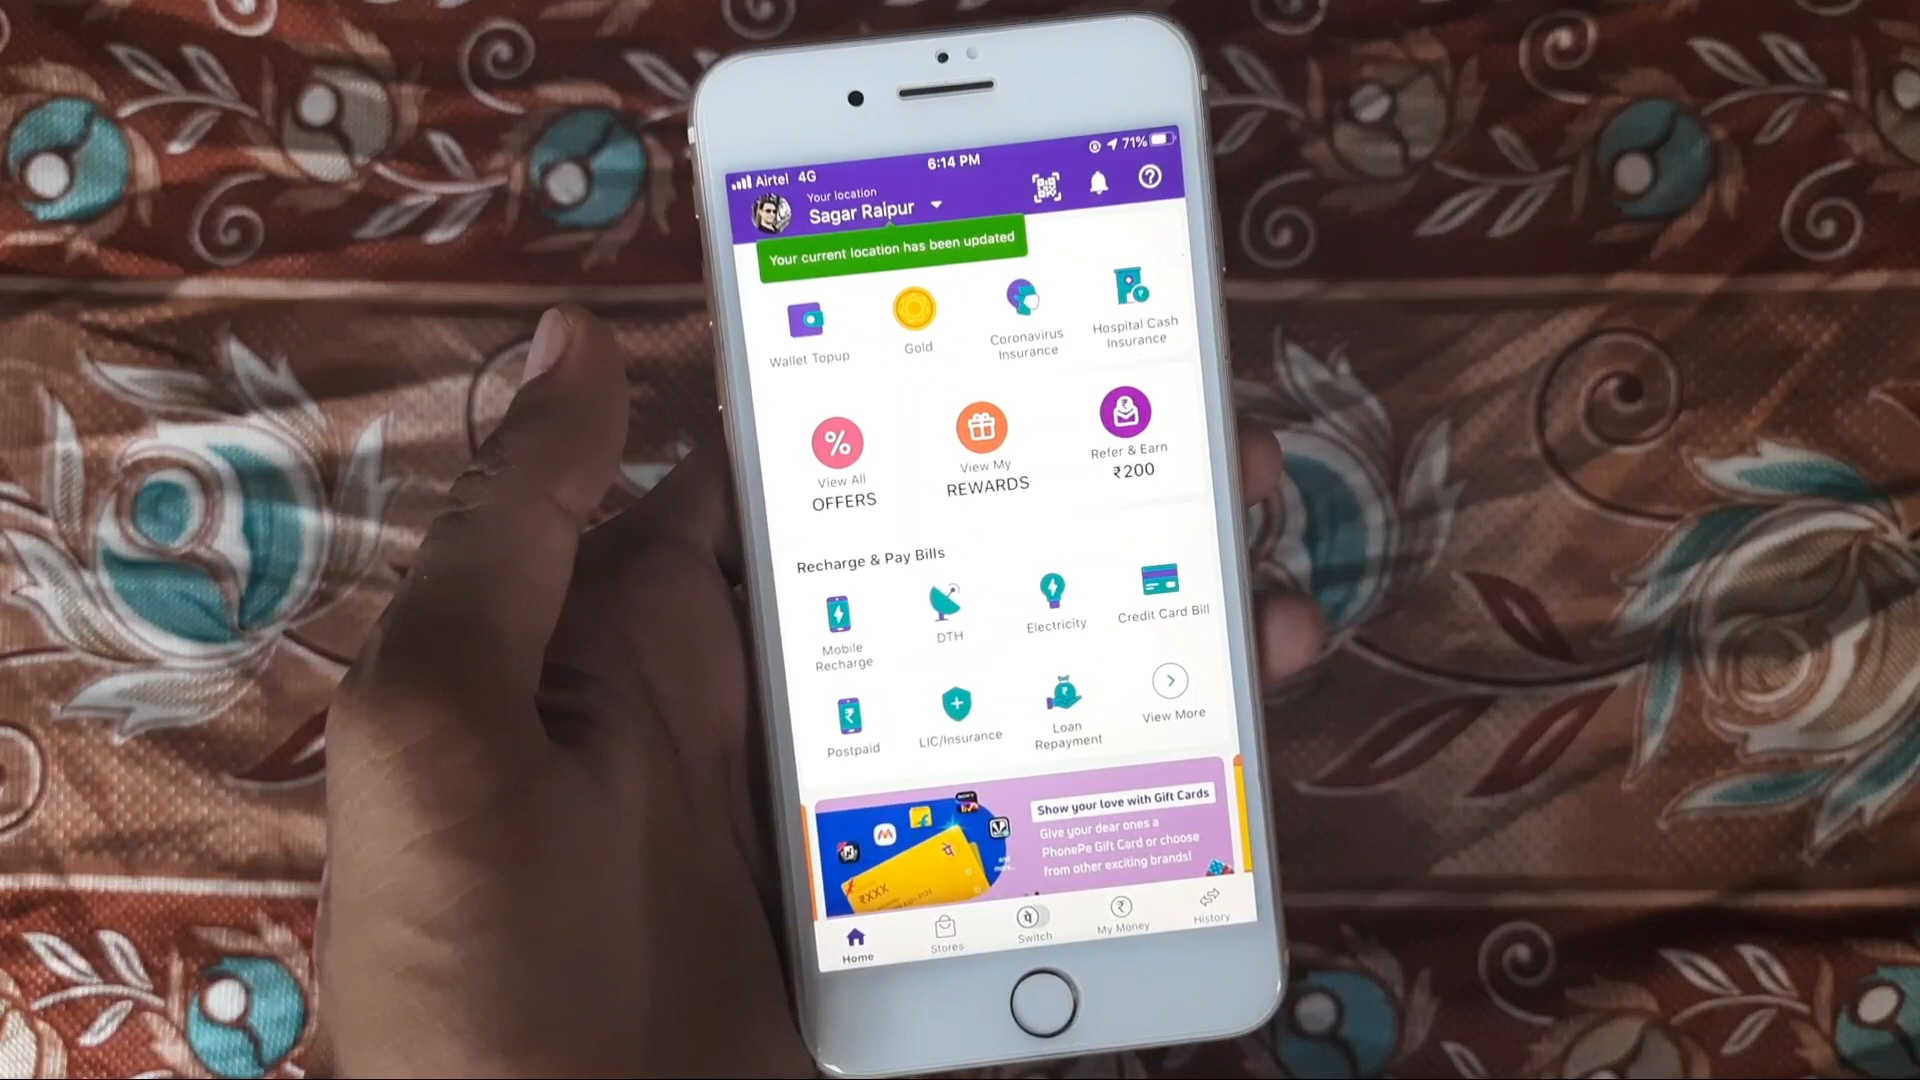 Airtel 4G
6:14 PM
71%
Your location
Sagar Raipur
Your current location has been updated
Wallet Topup
Gold
Coronavirus
Insurance
Hospital Cash
Insurance
View All
OFFERS
View My
REWARDS
Refer & Earn
₹200
Recharge & Pay Bills
Mobile
Recharge
DTH
Electricity
Credit Card Bill
Postpaid
LIC/Insurance
Loan
Repayment
View More
Show your love with Gift Cards
Give your dear ones a
PhonePe Gift Card or choose
from other exciting brands!
₹XXX
Home
Stores
Switch
My Money
History